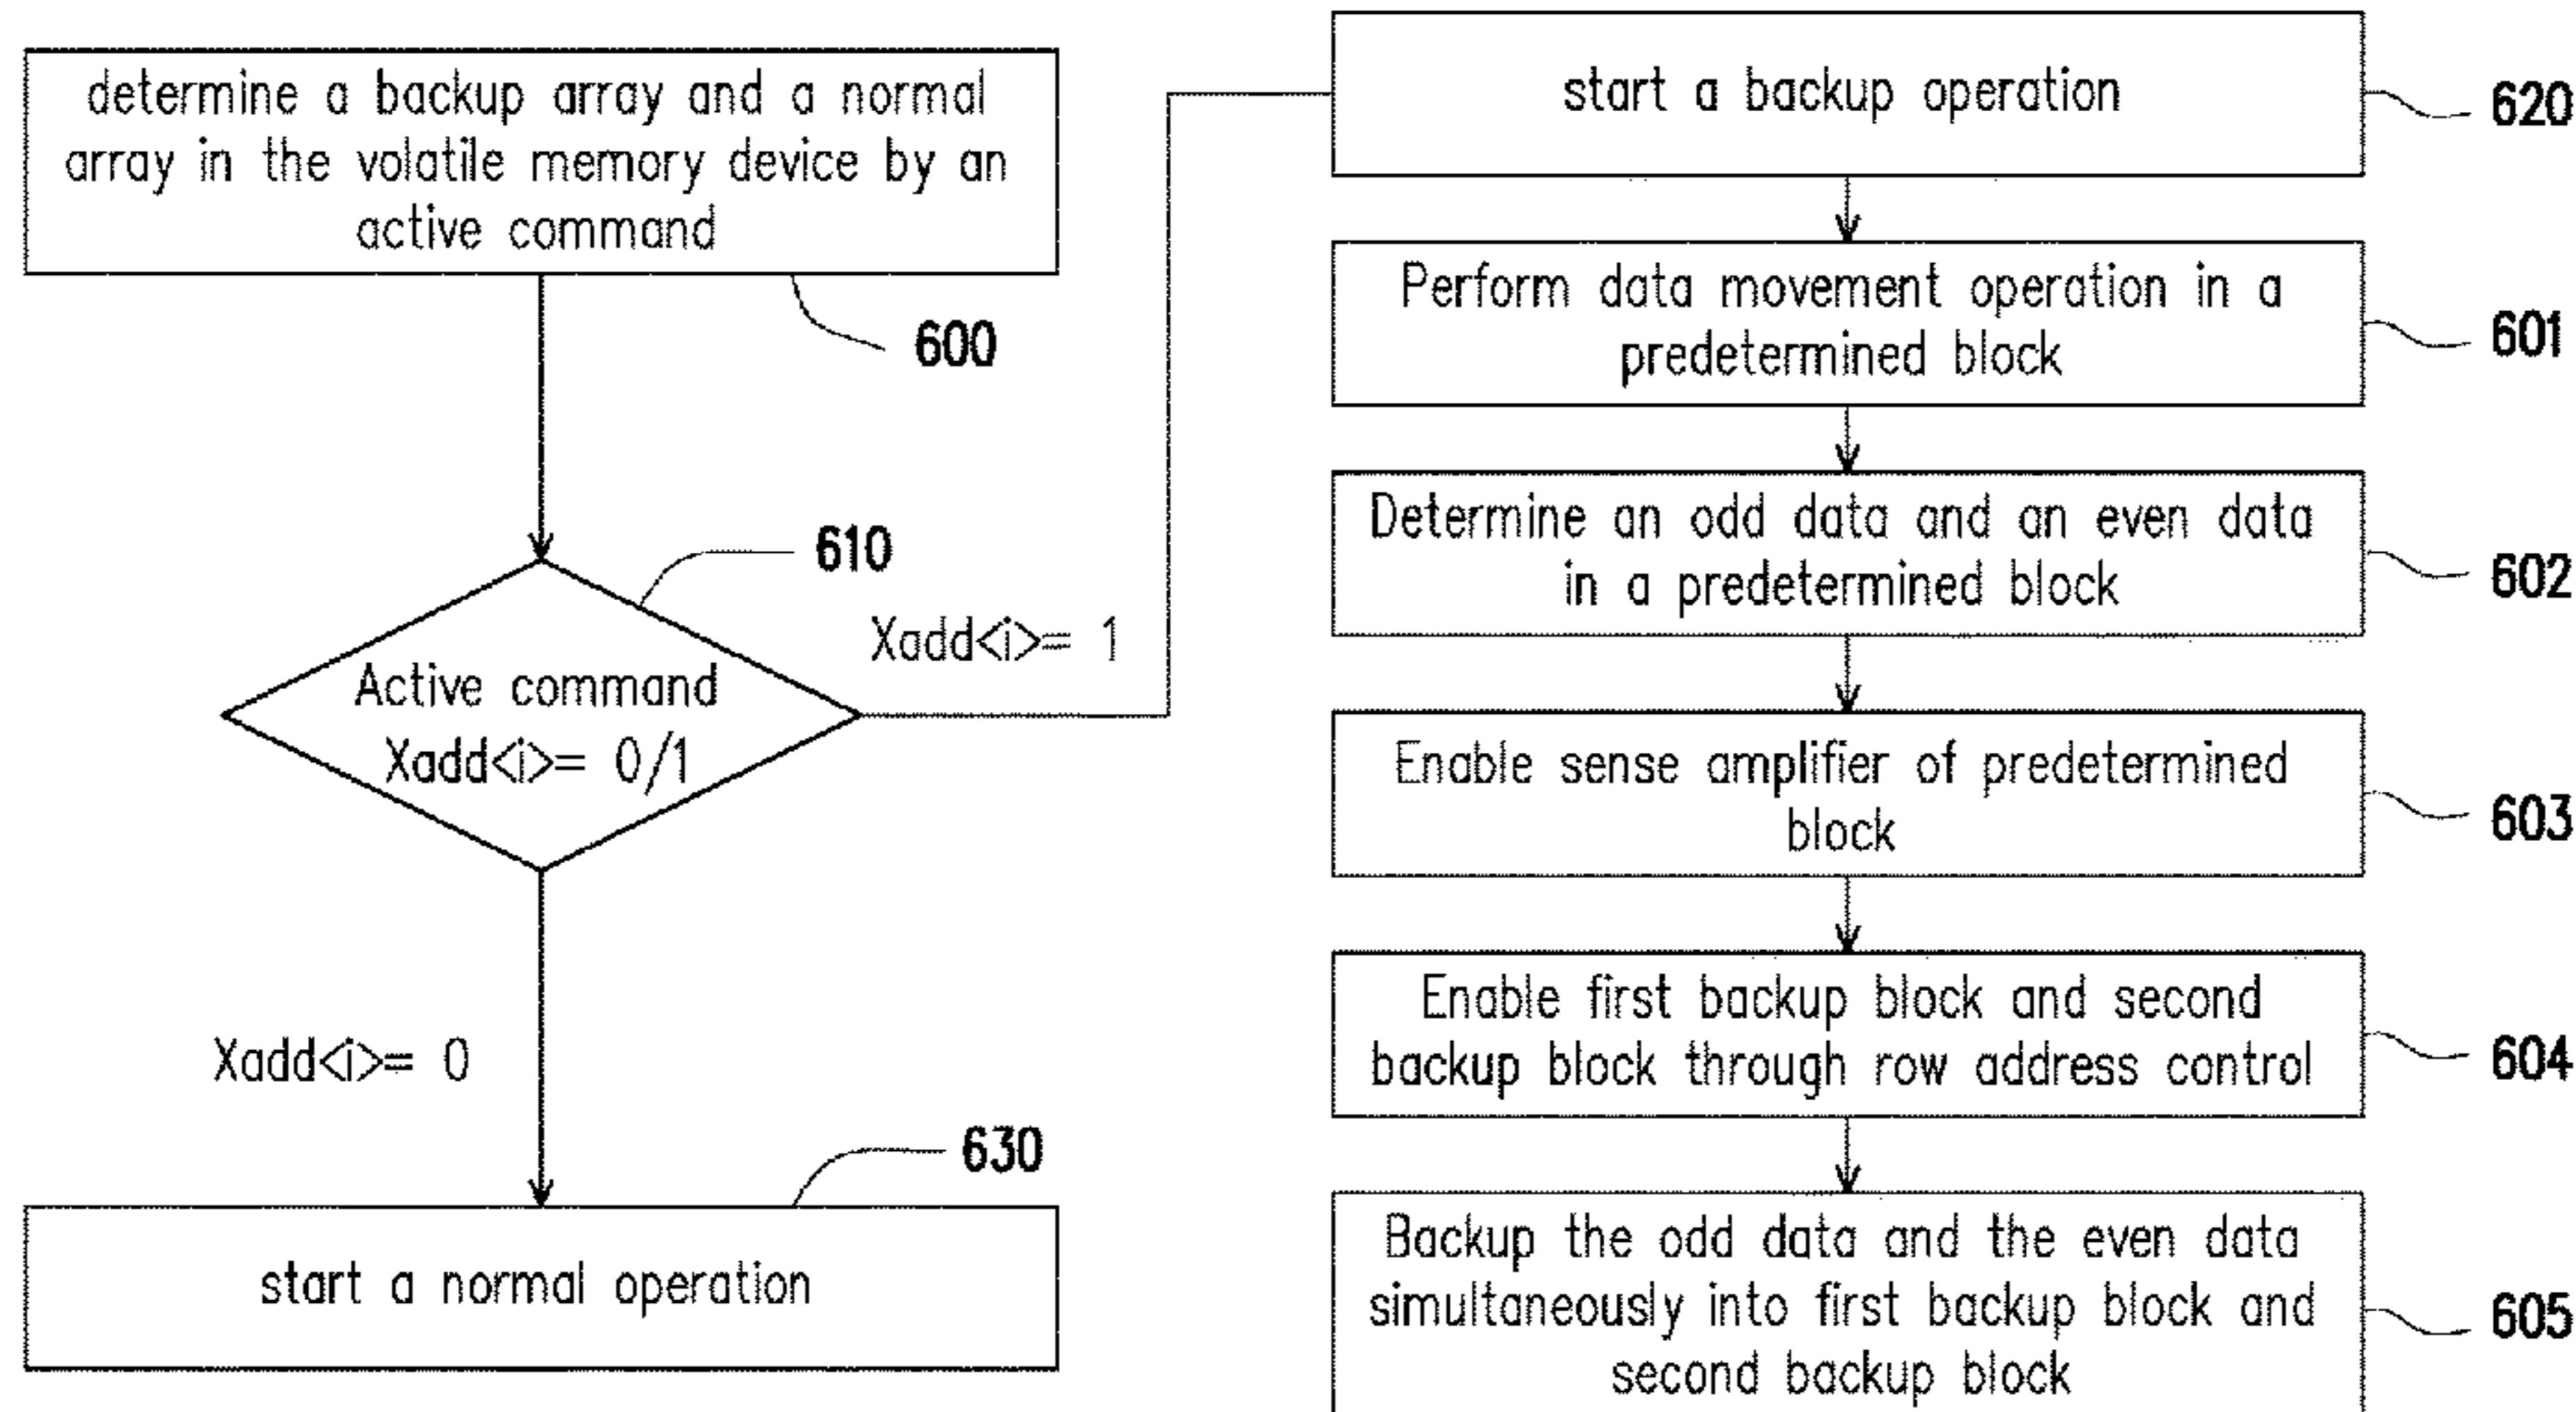 determine a backup array and a normal
array in the volatile memory device by an
active command
600
610
Active command
Xadd<i>= 0/1
Xadd<i>= 1
Xadd<i>= 0
630
start a normal operation
start a backup operation
620
Perform data movement operation in a
predetermined block
601
Determine an odd data and an even data
in a predetermined block
602
Enable sense amplifier of predetermined
block
603
Enable first backup block and second
backup block through row address control
604
Backup the odd data and the even data
simultaneously into first backup block and
second backup block
605